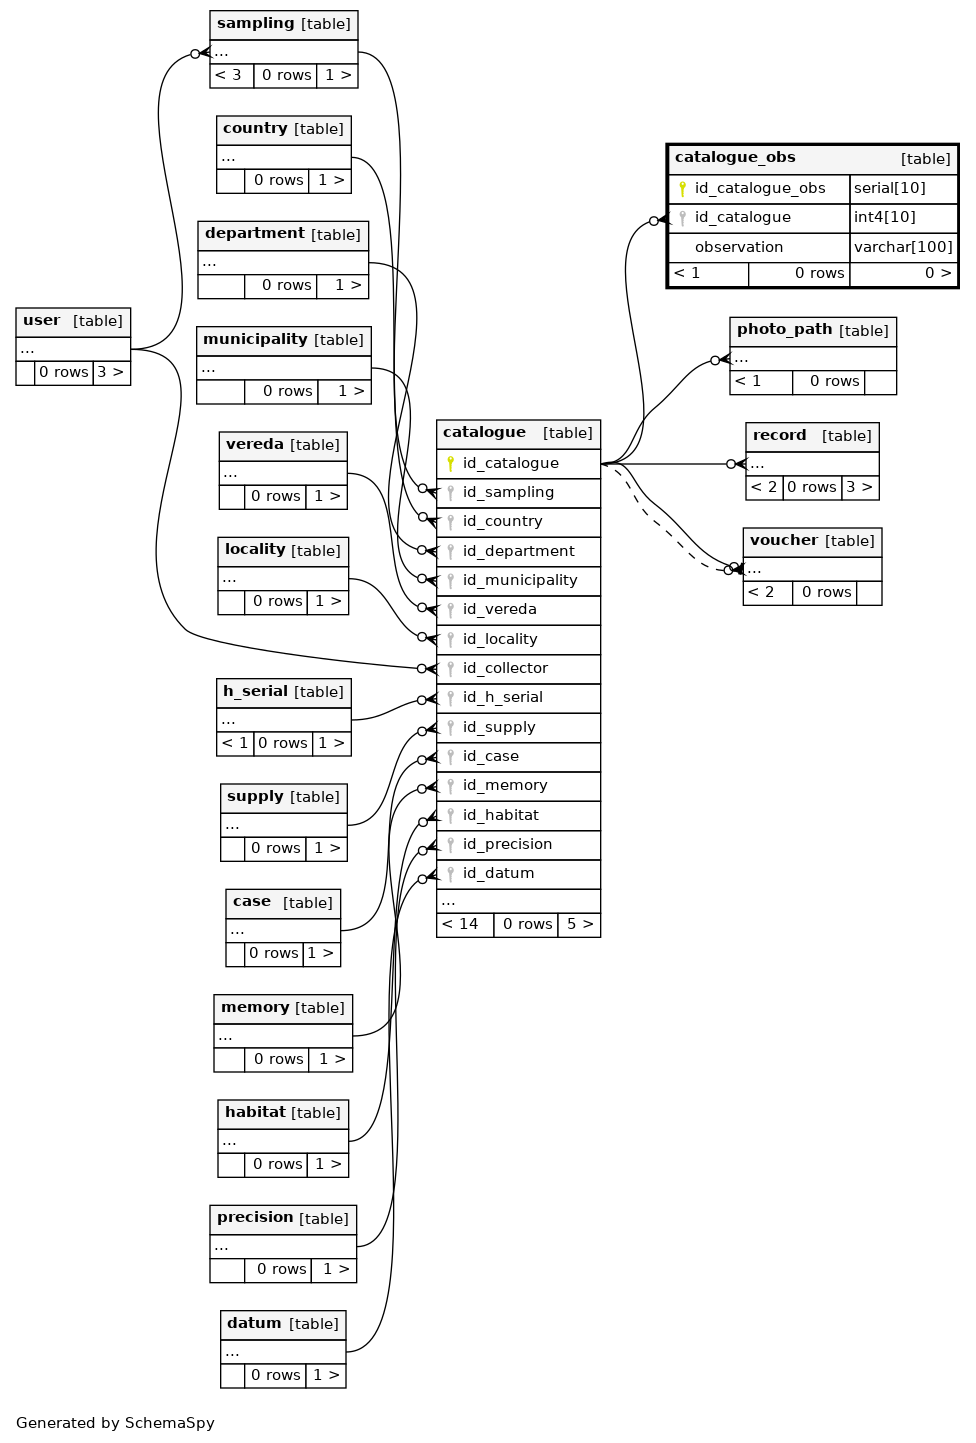 sampling [table]
...
< 3 0 rows 1 >
country [table]
...
0 rows 1 >
department [table]
...
0 rows 1 >
user [table]
...
0 rows 3 >
municipality [table]
...
0 rows 1 >
vereda [table]
...
0 rows 1 >
locality [table]
...
0 rows 1 >
h_serial [table]
...
< 1 0 rows 1 >
supply [table]
...
0 rows 1 >
case [table]
...
0 rows 1 >
memory [table]
...
0 rows 1 >
habitat [table]
...
0 rows 1 >
precision [table]
...
0 rows 1 >
datum [table]
...
0 rows 1 >
catalogue [table]
id_catalogue
id_sampling
id_country
id_department
id_municipality
id_vereda
id_locality
id_collector
id_h_serial
id_supply
id_case
id_memory
id_habitat
id_precision
id_datum
...
< 14 0 rows 5 >
catalogue_obs [table]
id_catalogue_obs serial[10]
id_catalogue int4[10]
observation varchar[100]
< 1 0 rows 0 >
photo_path [table]
...
< 1 0 rows
record [table]
...
< 2 0 rows 3 >
voucher [table]
...
< 2 0 rows
Generated by SchemaSpy